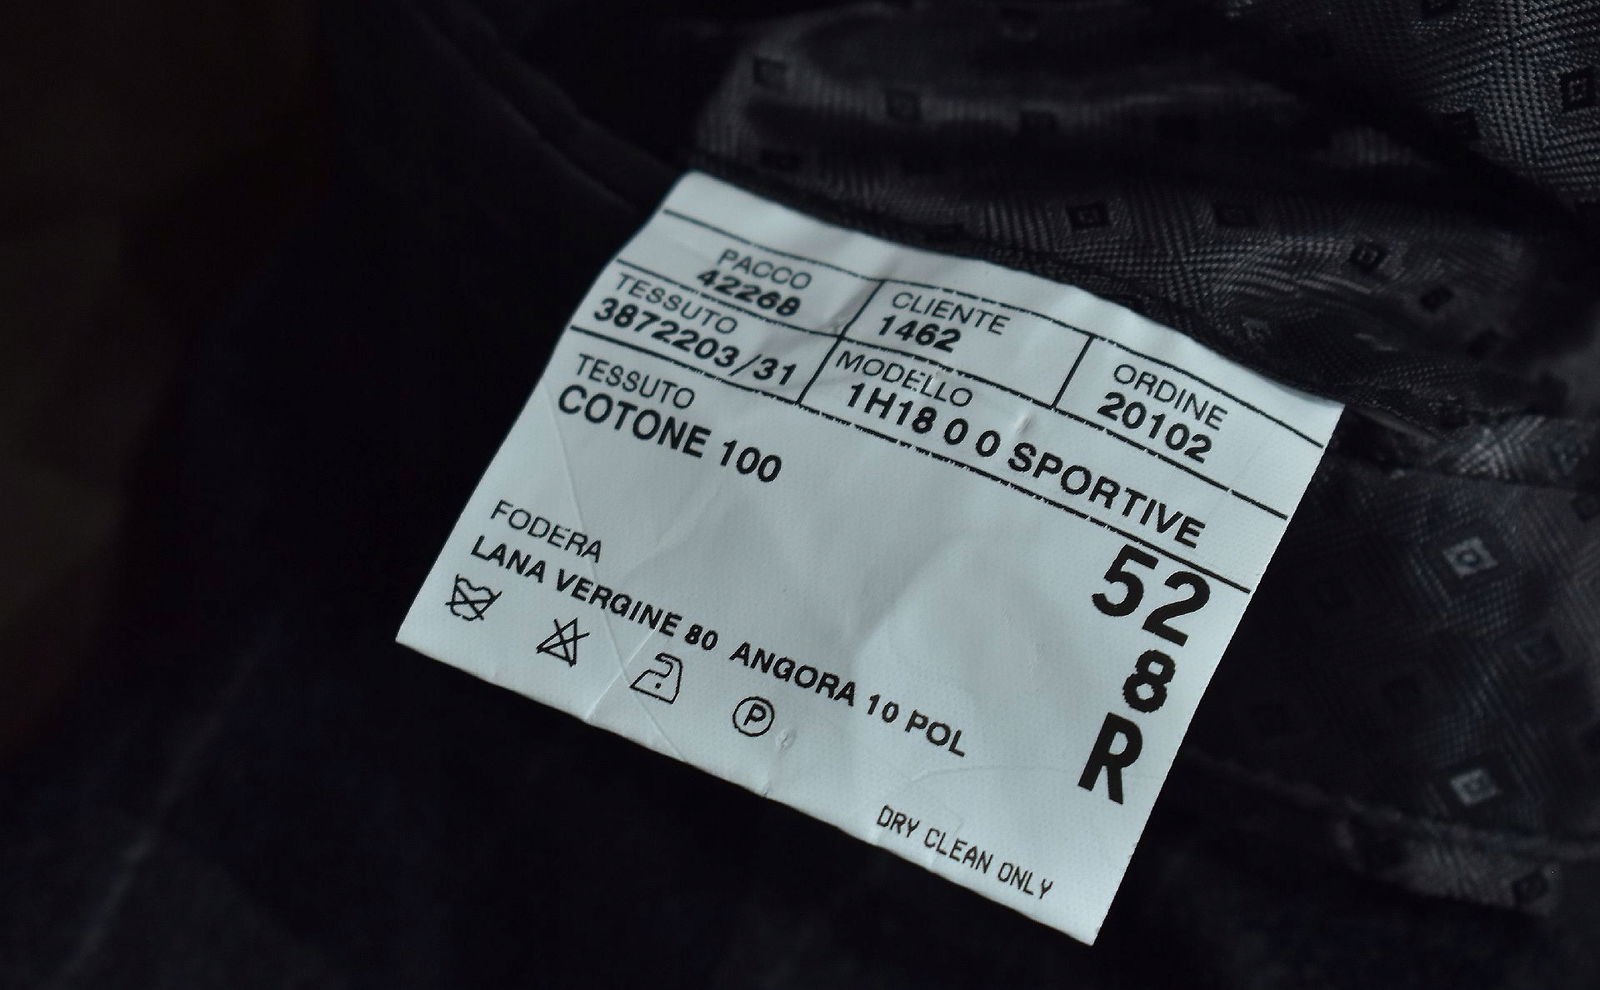 PACCO
42268
CLIENTE
1462
ORDINE
20102
TESSUTO
3872203/31
MODELLO
1H18 0 0 SPORTIVE
TESSUTO
COTONE 100
52
8
R
FODERA
LANA VERGINE 80 ANGORA 10 POL
P
DRY CLEAN ONLY